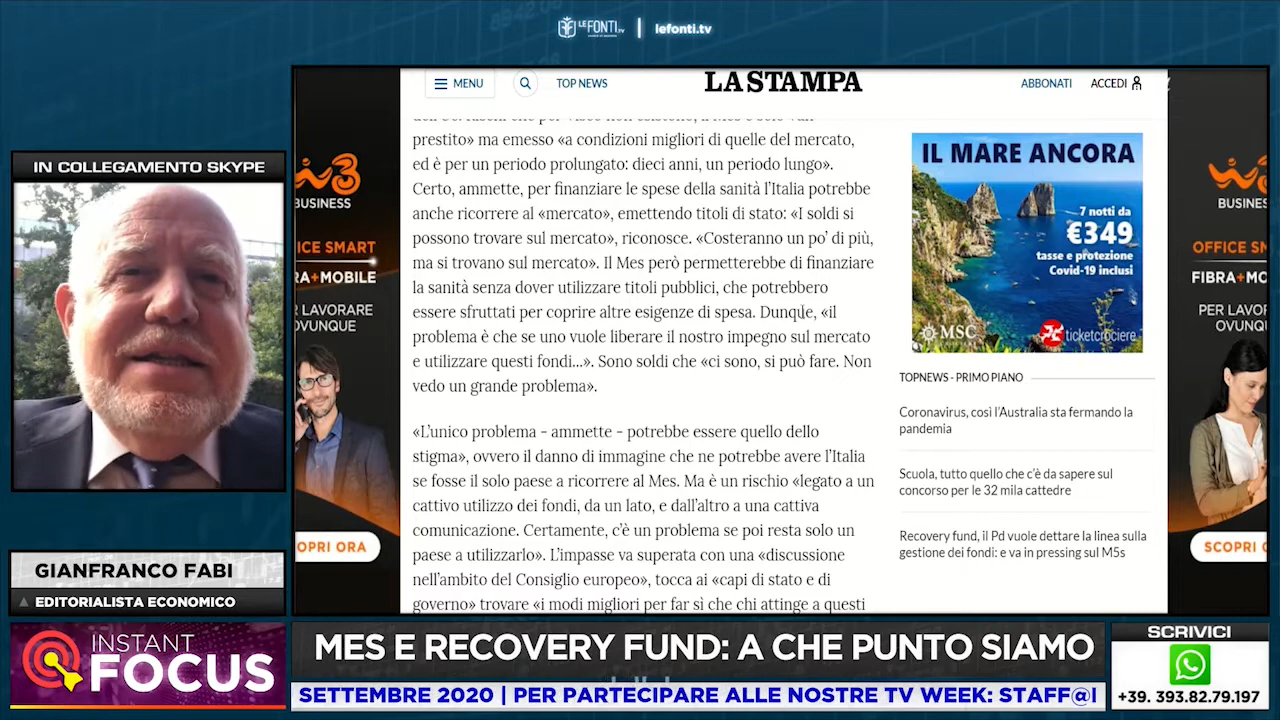 LE FONTI.TV
lefonti.tv
IN COLLEGAMENTO SKYPE
MENU
TOP NEWS
LA STAMPA
ABBONATI
ACCEDI
prestito» ma emesso «a condizioni migliori di quelle del mercato,
ed è per un periodo prolungato: dieci anni, un periodo lungo».
Certo, ammette, per finanziare le spese della sanità l'Italia potrebbe
anche ricorrere al «mercato», emettendo titoli di stato: «I soldi si
possono trovare sul mercato», riconosce. «Costeranno un po' di più,
ma si trovano sul mercato». Il Mes però permetterebbe di finanziare
la sanità senza dover utilizzare titoli pubblici, che potrebbero
essere sfruttati per coprire altre esigenze di spesa. Dunque, «il
problema è che se uno vuole liberare il nostro impegno sul mercato
e utilizzare questi fondi...». Sono soldi che «ci sono, si può fare. Non
vedo un grande problema».
«L'unico problema - ammette - potrebbe essere quello dello
stigma», ovvero il danno di immagine che ne potrebbe avere l'Italia
se fosse il solo paese a ricorrere al Mes. Ma è un rischio «legato a un
cattivo utilizzo dei fondi, da un lato, e dall'altro a una cattiva
comunicazione. Certamente, c'è un problema se poi resta solo un
paese a utilizzarlo». L'impasse va superata con una «discussione
nell'ambito del Consiglio europeo», tocca ai «capi di stato e di
governo» trovare «i modi migliori per far sì che chi attinge a questi
IL MARE ANCORA
7 notti da
€349
tasse e protezione
Covid-19 inclusi
MSC
ticketcrociere
TOPNEWS - PRIMO PIANO
Coronavirus, così l'Australia sta fermando la
pandemia
Scuola, tutto quello che c'è da sapere sul
concorso per le 32 mila cattedre
Recovery fund, il Pd vuole dettare la linea sulla
gestione dei fondi: e va in pressing sul M5s
BUSINESS
ICE SMART
RA+MOBILE
LAVORARE
OVUNQUE
OPRI ORA
BUSINES
OFFICE SM
FIBRA+MO
PER LAVOR
OVUNQ
SCOPRI O
GIANFRANCO FABI
EDITORIALISTA ECONOMICO
INSTANT
FOCUS
MES E RECOVERY FUND: A CHE PUNTO SIAMO
SETTEMBRE 2020 | PER PARTECIPARE ALLE NOSTRE TV WEEK: STAFF@I
SCRIVICI
+39. 393.82.79.197